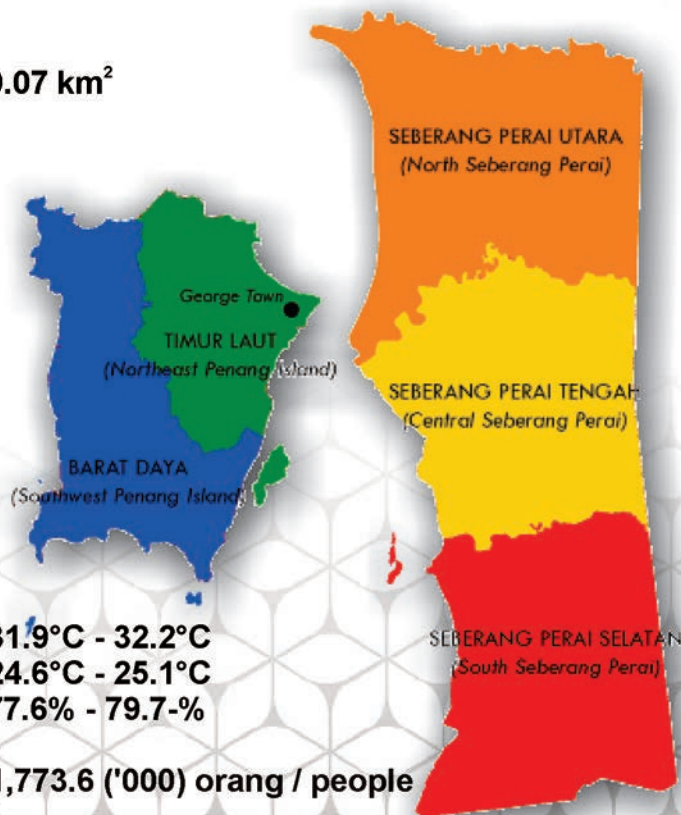 .07 km²
SEBERANG PERAI UTARA
(North Seberang Perai)
George Town
TIMUR LAUT
(Northeast Penang Island)
SEBERANG PERAI TENGAH
(Central Seberang Perai)
BARAT DAYA
(Southwest Penang Island)
SEBERANG PERAI SELATAN
(South Seberang Perai)
31.9°C - 32.2°C
24.6°C - 25.1°C
77.6% - 79.7-%
1,773.6 ('000) orang / people